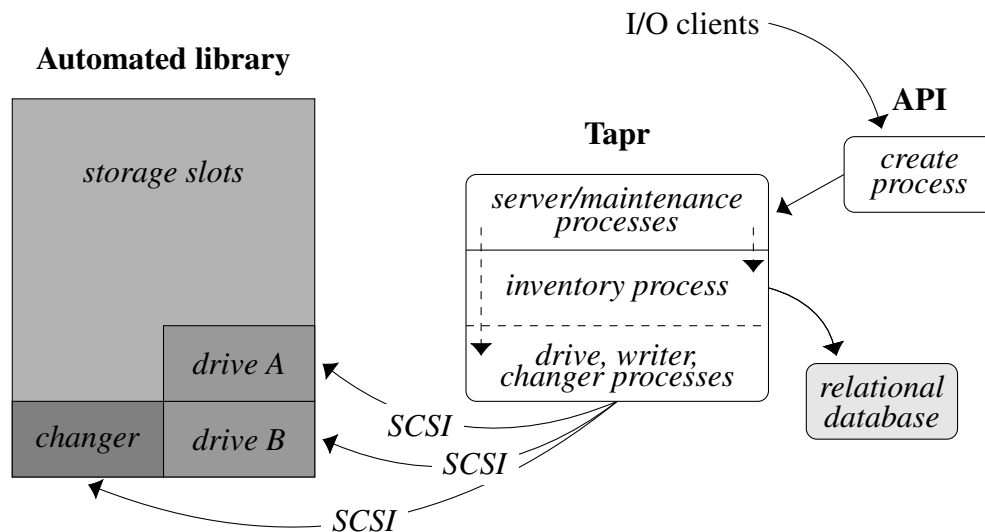 I/O clients
Automated library
API
Tapr
storage slots
create
process
server/maintenance
processes
inventory process
drive A
drive, writer,
changer processes
relational
database
changer
drive B
SCSI
SCSI
SCSI